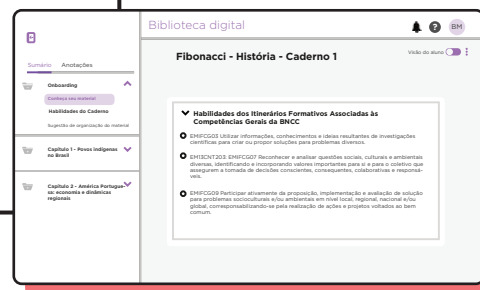 Biblioteca digital
BM
Visão do aluno
Sumário
Anotações
Onboarding
Conheça seu material
Habilidades do Caderno
Sugestão de organização do material
Capítulo 1 - Povos indígenas
no Brasil
Capítulo 2 - América Portugue-
sa: economia e dinâmicas
regionais
Fibonacci - História - Caderno 1
Habilidades dos Itinerários Formativos Associadas às
Competências Gerais da BNCC
EMIFCG03 Utilizar informações, conhecimentos e ideias resultantes de investigações
científicas para criar ou propor soluções para problemas diversos.
EMI3CNT203: EMIFCG07 Reconhecer e analisar questões sociais, culturais e ambientais
diversas, identificando e incorporando valores importantes para si e para o coletivo que
asseguram a tomada de decisões conscientes, consequentes, colaborativas e responsá-
veis.
EMIFCG09 Participar ativamente da proposição, implementação e avaliação de solução
para problemas socioculturais e/ou ambientais em nível local, regional, nacional e/ou
global, corresponsabilizando-se pela realização de ações e projetos voltados ao bem
comum.